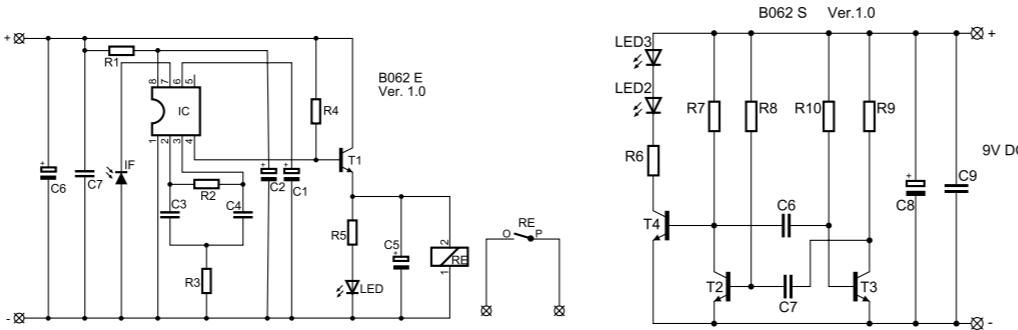 B062 S Ver.1.0
+
LED3
+
R1
B062 E
Ver. 1.0
8 7 6 5
LED2
R4
R7 R8 R10 R9
IC
9V DC
1 2 3 4
R6
T1
IF
+
C6
C7
R2
+
C2
+
C1
C3
C4
C6
+
C8
C9
T4
R5
+
C5
2
RE
1
RE
O P
R3
LED
T2
C7
T3
-
-